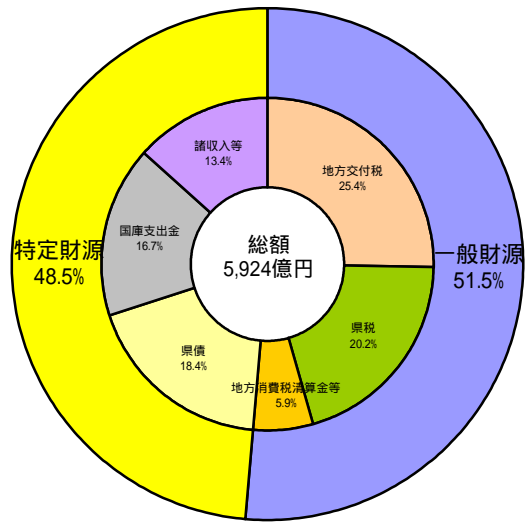 諸収入等
13.4%
地方交付税
25.4%
国庫支出金
16.7%
特定財源
48.5%
総額
5,924億円
一般財源
51.5%
県税
20.2%
県債
18.4%
地方消費税清算金等
5.9%